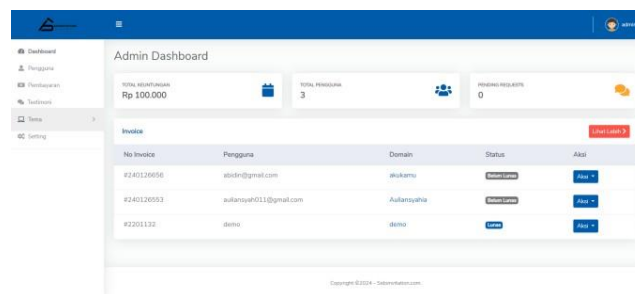 admin
Dashboard
Pengguna
Pembayaran
Testimoni
Tema
Setting
Admin Dashboard
TOTAL KEUNTUNGAN
Rp 100.000
TOTAL PENGGUNA
3
PENDING REQUESTS
0
Invoice
Lihat Lebih
No Invoice Pengguna Domain Status Aksi
#240126656 abidin@gmail.com akukamu Belum Lunas Aksi
#240126553 auliansyah011@gmail.com Auliansyahla Belum Lunas Aksi
#2201132 demo demo Lunas Aksi
Copyright ©2024 -